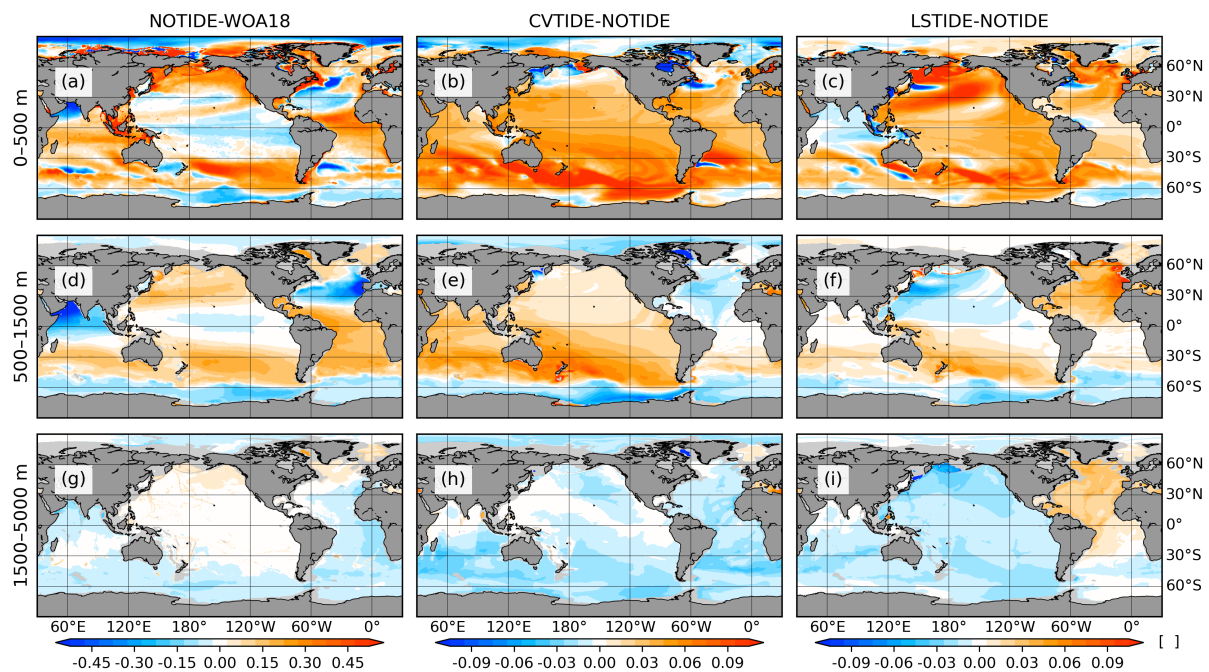 NOTIDE-WOA18 CVTIDE-NOTIDE LSTIDE-NOTIDE
0–500 m (a) (b) (c) 60°N 30°N 0° 30°S 60°S
500–1500 m (d) (e) (f) 60°N 30°N 0° 30°S 60°S
1500–5000 m (g) (h) (i) 60°N 30°N 0° 30°S 60°S
60°E 120°E 180° 120°W 60°W 0° 60°E 120°E 180° 120°W 60°W 0° 60°E 120°E 180° 120°W 60°W 0°
-0.45 -0.30 -0.15 0.00 0.15 0.30 0.45 -0.09 -0.06 -0.03 0.00 0.03 0.06 0.09 -0.09 -0.06 -0.03 0.00 0.03 0.06 0.09 [ ]